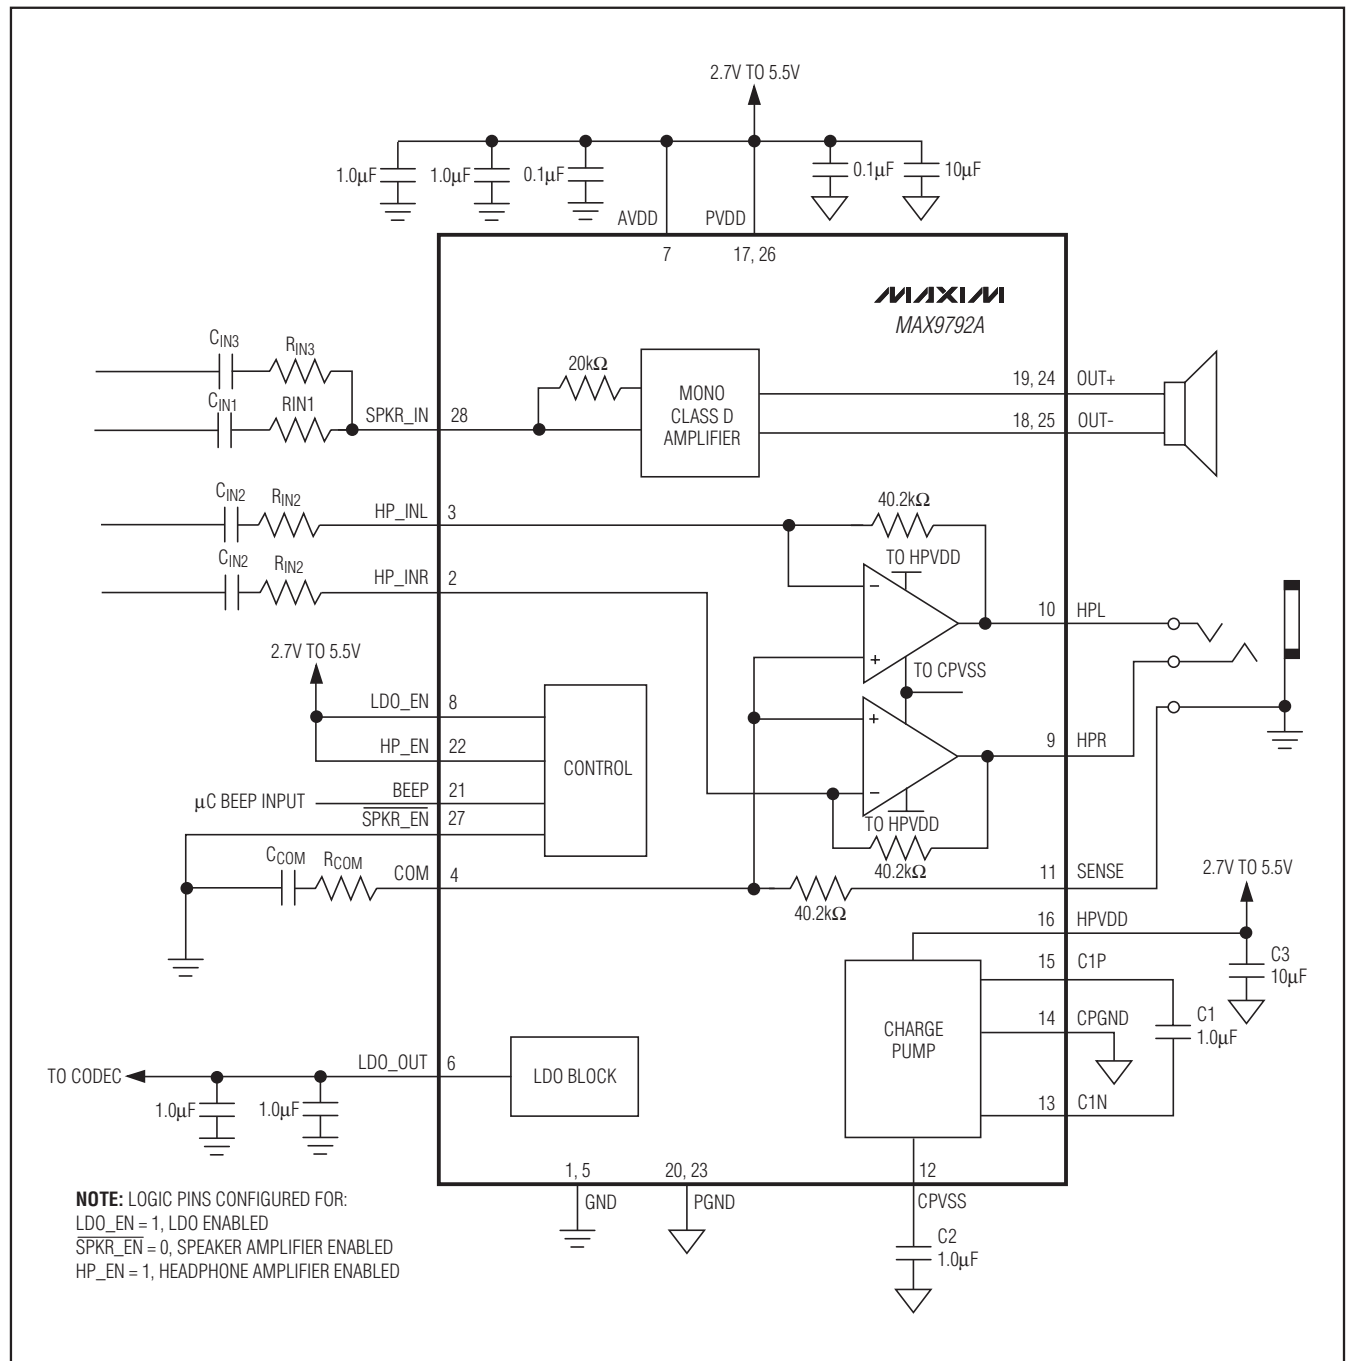 2.7V TO 5.5V
1.0µF
1.0µF
0.1µF
0.1µF
10µF
AVDD
PVDD
7
17, 26
MAXIM
MAX9792A
CIN3
RIN3
CIN1
RIN1
SPKR_IN
28
20kΩ
MONO
CLASS D
AMPLIFIER
19, 24
OUT+
18, 25
OUT-
CIN2
RIN2
HP_INL
3
40.2kΩ
CIN2
RIN2
HP_INR
2
TO HPVDD
−
+
10
HPL
TO CPVSS
2.7V TO 5.5V
LDO_EN
8
HP_EN
22
CONTROL
BEEP
21
µC BEEP INPUT
SPKR_EN
27
+
−
9
HPR
TO HPVDD
40.2kΩ
CCOM
RCOM
COM
4
40.2kΩ
11
SENSE
2.7V TO 5.5V
16
HPVDD
15
C1P
C3
10µF
CHARGE
PUMP
14
CPGND
C1
1.0µF
13
C1N
TO CODEC
LDO_OUT
6
LDO BLOCK
1.0µF
1.0µF
1, 5
GND
20, 23
PGND
12
CPVSS
C2
1.0µF
NOTE: LOGIC PINS CONFIGURED FOR:
LDO_EN = 1, LDO ENABLED
SPKR_EN = 0, SPEAKER AMPLIFIER ENABLED
HP_EN = 1, HEADPHONE AMPLIFIER ENABLED